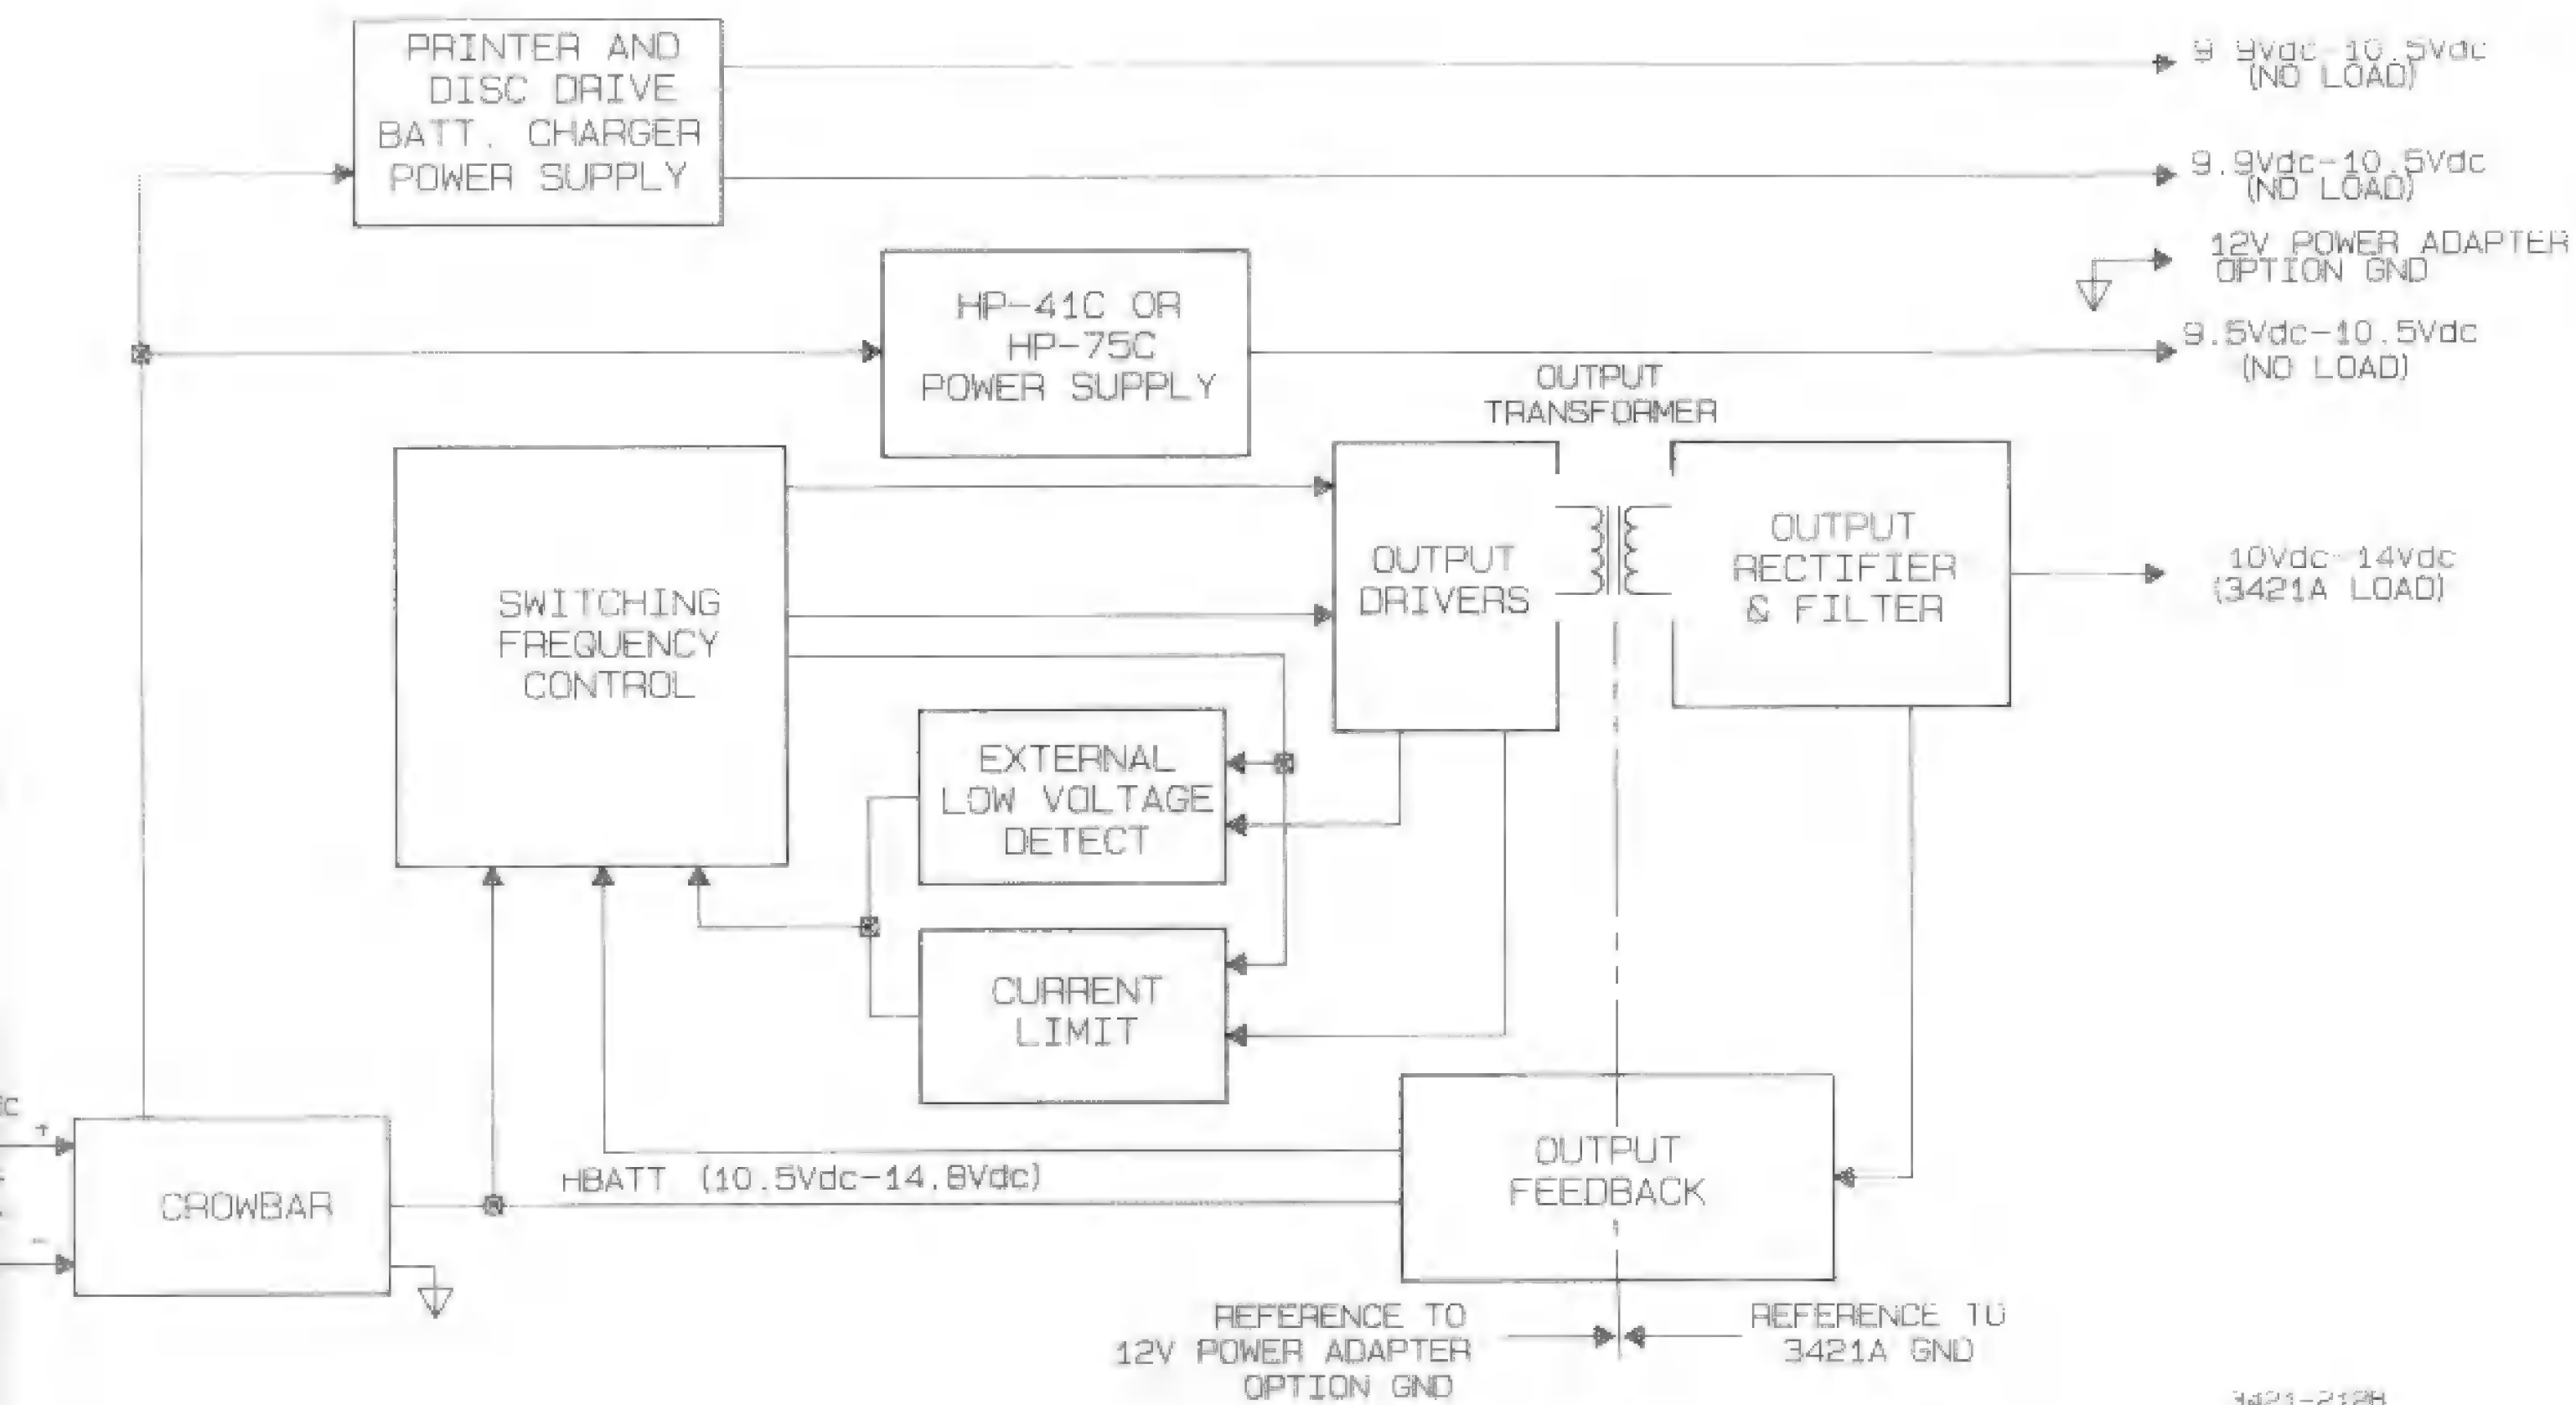 PRINTER AND
DISC DRIVE
BATT. CHARGER
POWER SUPPLY
9.9Vdc-10.5Vdc
(NO LOAD)
9.9Vdc-10.5Vdc
(NO LOAD)
12V POWER ADAPTER
OPTION GND
HP-41C OR
HP-75C
POWER SUPPLY
9.5Vdc-10.5Vdc
(NO LOAD)
OUTPUT
TRANSFORMER
SWITCHING
FREQUENCY
CONTROL
OUTPUT
DRIVERS
OUTPUT
RECTIFIER
& FILTER
10Vdc-14Vdc
(3421A LOAD)
EXTERNAL
LOW VOLTAGE
DETECT
CURRENT
LIMIT
+
-
CROWBAR
HBATT (10.5Vdc-14.8Vdc)
OUTPUT
FEEDBACK
REFERENCE TO
12V POWER ADAPTER
OPTION GND
REFERENCE TO
3421A GND